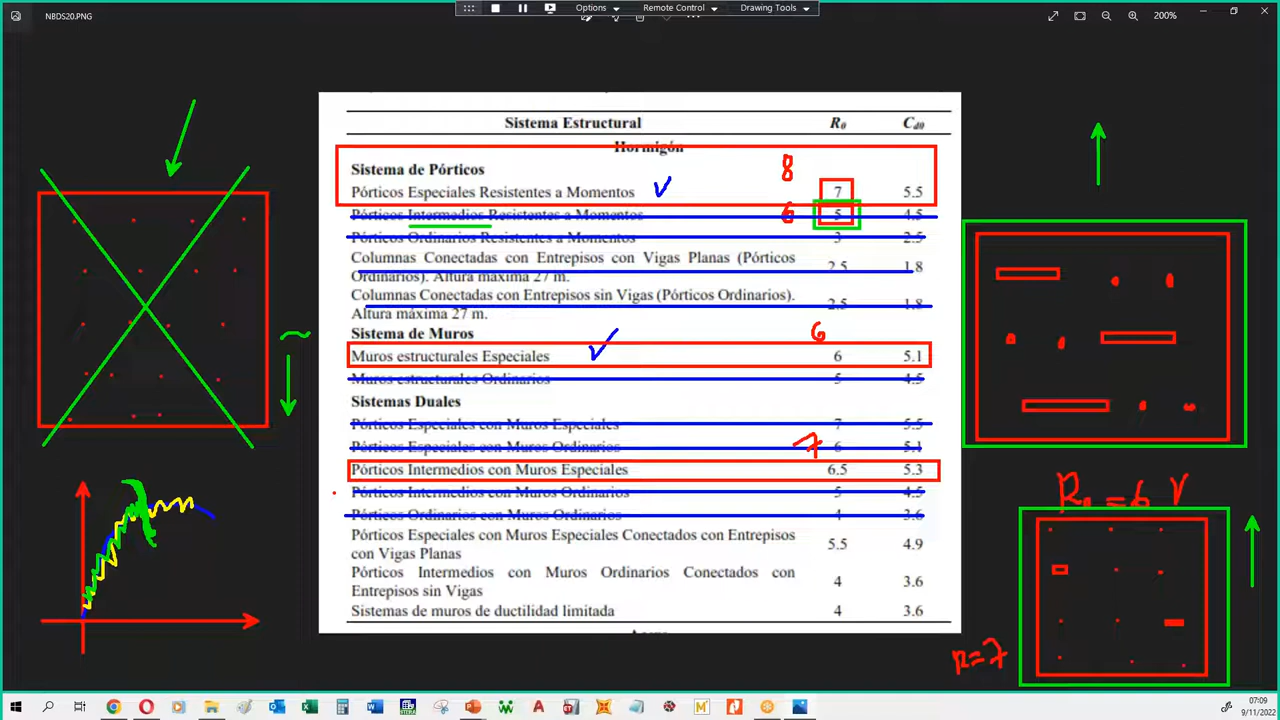 NBDS20.PNG
Options
Remote Control
Drawing Tools
200%
Sistema Estructural R₀ C_d0
Hormigón
Sistema de Pórticos 8
Pórticos Especiales Resistentes a Momentos 7 5.5
Pórticos Intermedios Resistentes a Momentos 6 5 4.5
Pórticos Ordinarios Resistentes a Momentos 3 2.5
Columnas Conectadas con Entrepisos con Vigas Planas (Pórticos
Ordinarios). Altura máxima 27 m. 2.5 1.8
Columnas Conectadas con Entrepisos sin Vigas (Pórticos Ordinarios).
Altura máxima 27 m. 2.5 1.8
Sistema de Muros 6
Muros estructurales Especiales 6 5.1
Muros estructurales Ordinarios 5 4.5
Sistemas Duales
Pórticos Especiales con Muros Especiales 7 5.5
Pórticos Especiales con Muros Ordinarios 7 6 5.1
Pórticos Intermedios con Muros Especiales 6.5 5.3
Pórticos Intermedios con Muros Ordinarios 5 4.5
Pórticos Ordinarios con Muros Ordinarios 4 3.6
Pórticos Especiales con Muros Especiales Conectados con Entrepisos
con Vigas Planas 5.5 4.9
Pórticos Intermedios con Muros Ordinarios Conectados con
Entrepisos sin Vigas 4 3.6
Sistemas de muros de ductilidad limitada 4 3.6
R₀ = 6
R=7
07:09
9/11/2022